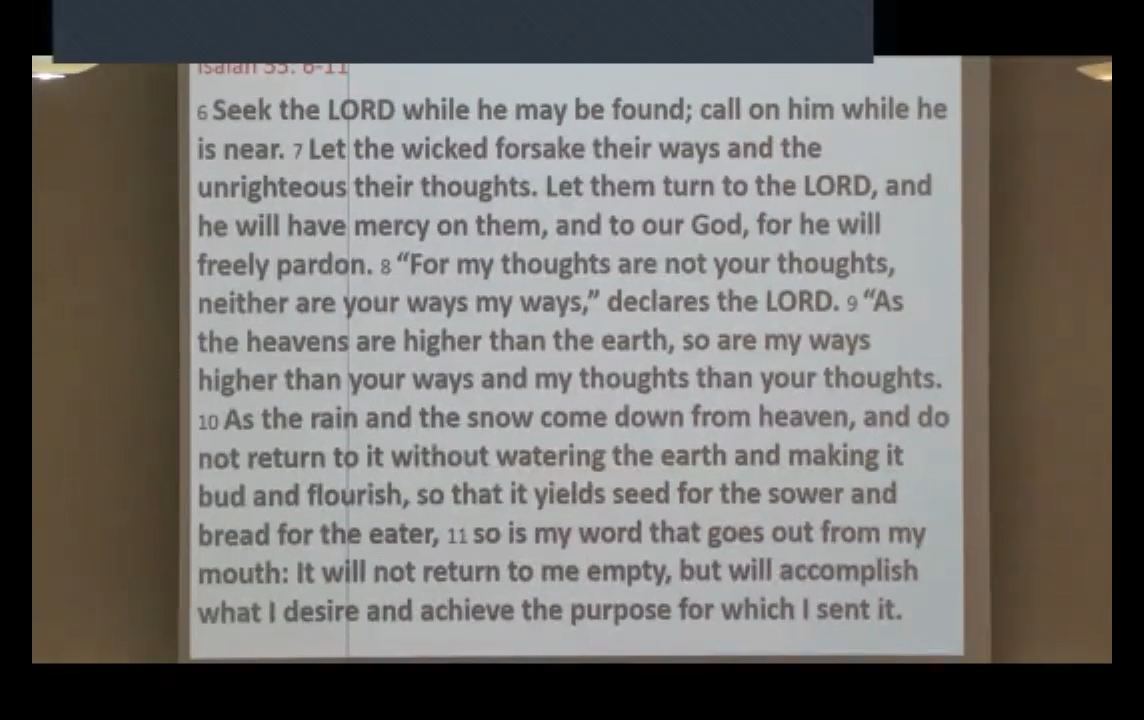 Isaiah 55: 6-11
6 Seek the LORD while he may be found; call on him while he
is near. 7 Let the wicked forsake their ways and the
unrighteous their thoughts. Let them turn to the LORD, and
he will have mercy on them, and to our God, for he will
freely pardon. 8 “For my thoughts are not your thoughts,
neither are your ways my ways,” declares the LORD. 9 “As
the heavens are higher than the earth, so are my ways
higher than your ways and my thoughts than your thoughts.
10 As the rain and the snow come down from heaven, and do
not return to it without watering the earth and making it
bud and flourish, so that it yields seed for the sower and
bread for the eater, 11 so is my word that goes out from my
mouth: It will not return to me empty, but will accomplish
what I desire and achieve the purpose for which I sent it.